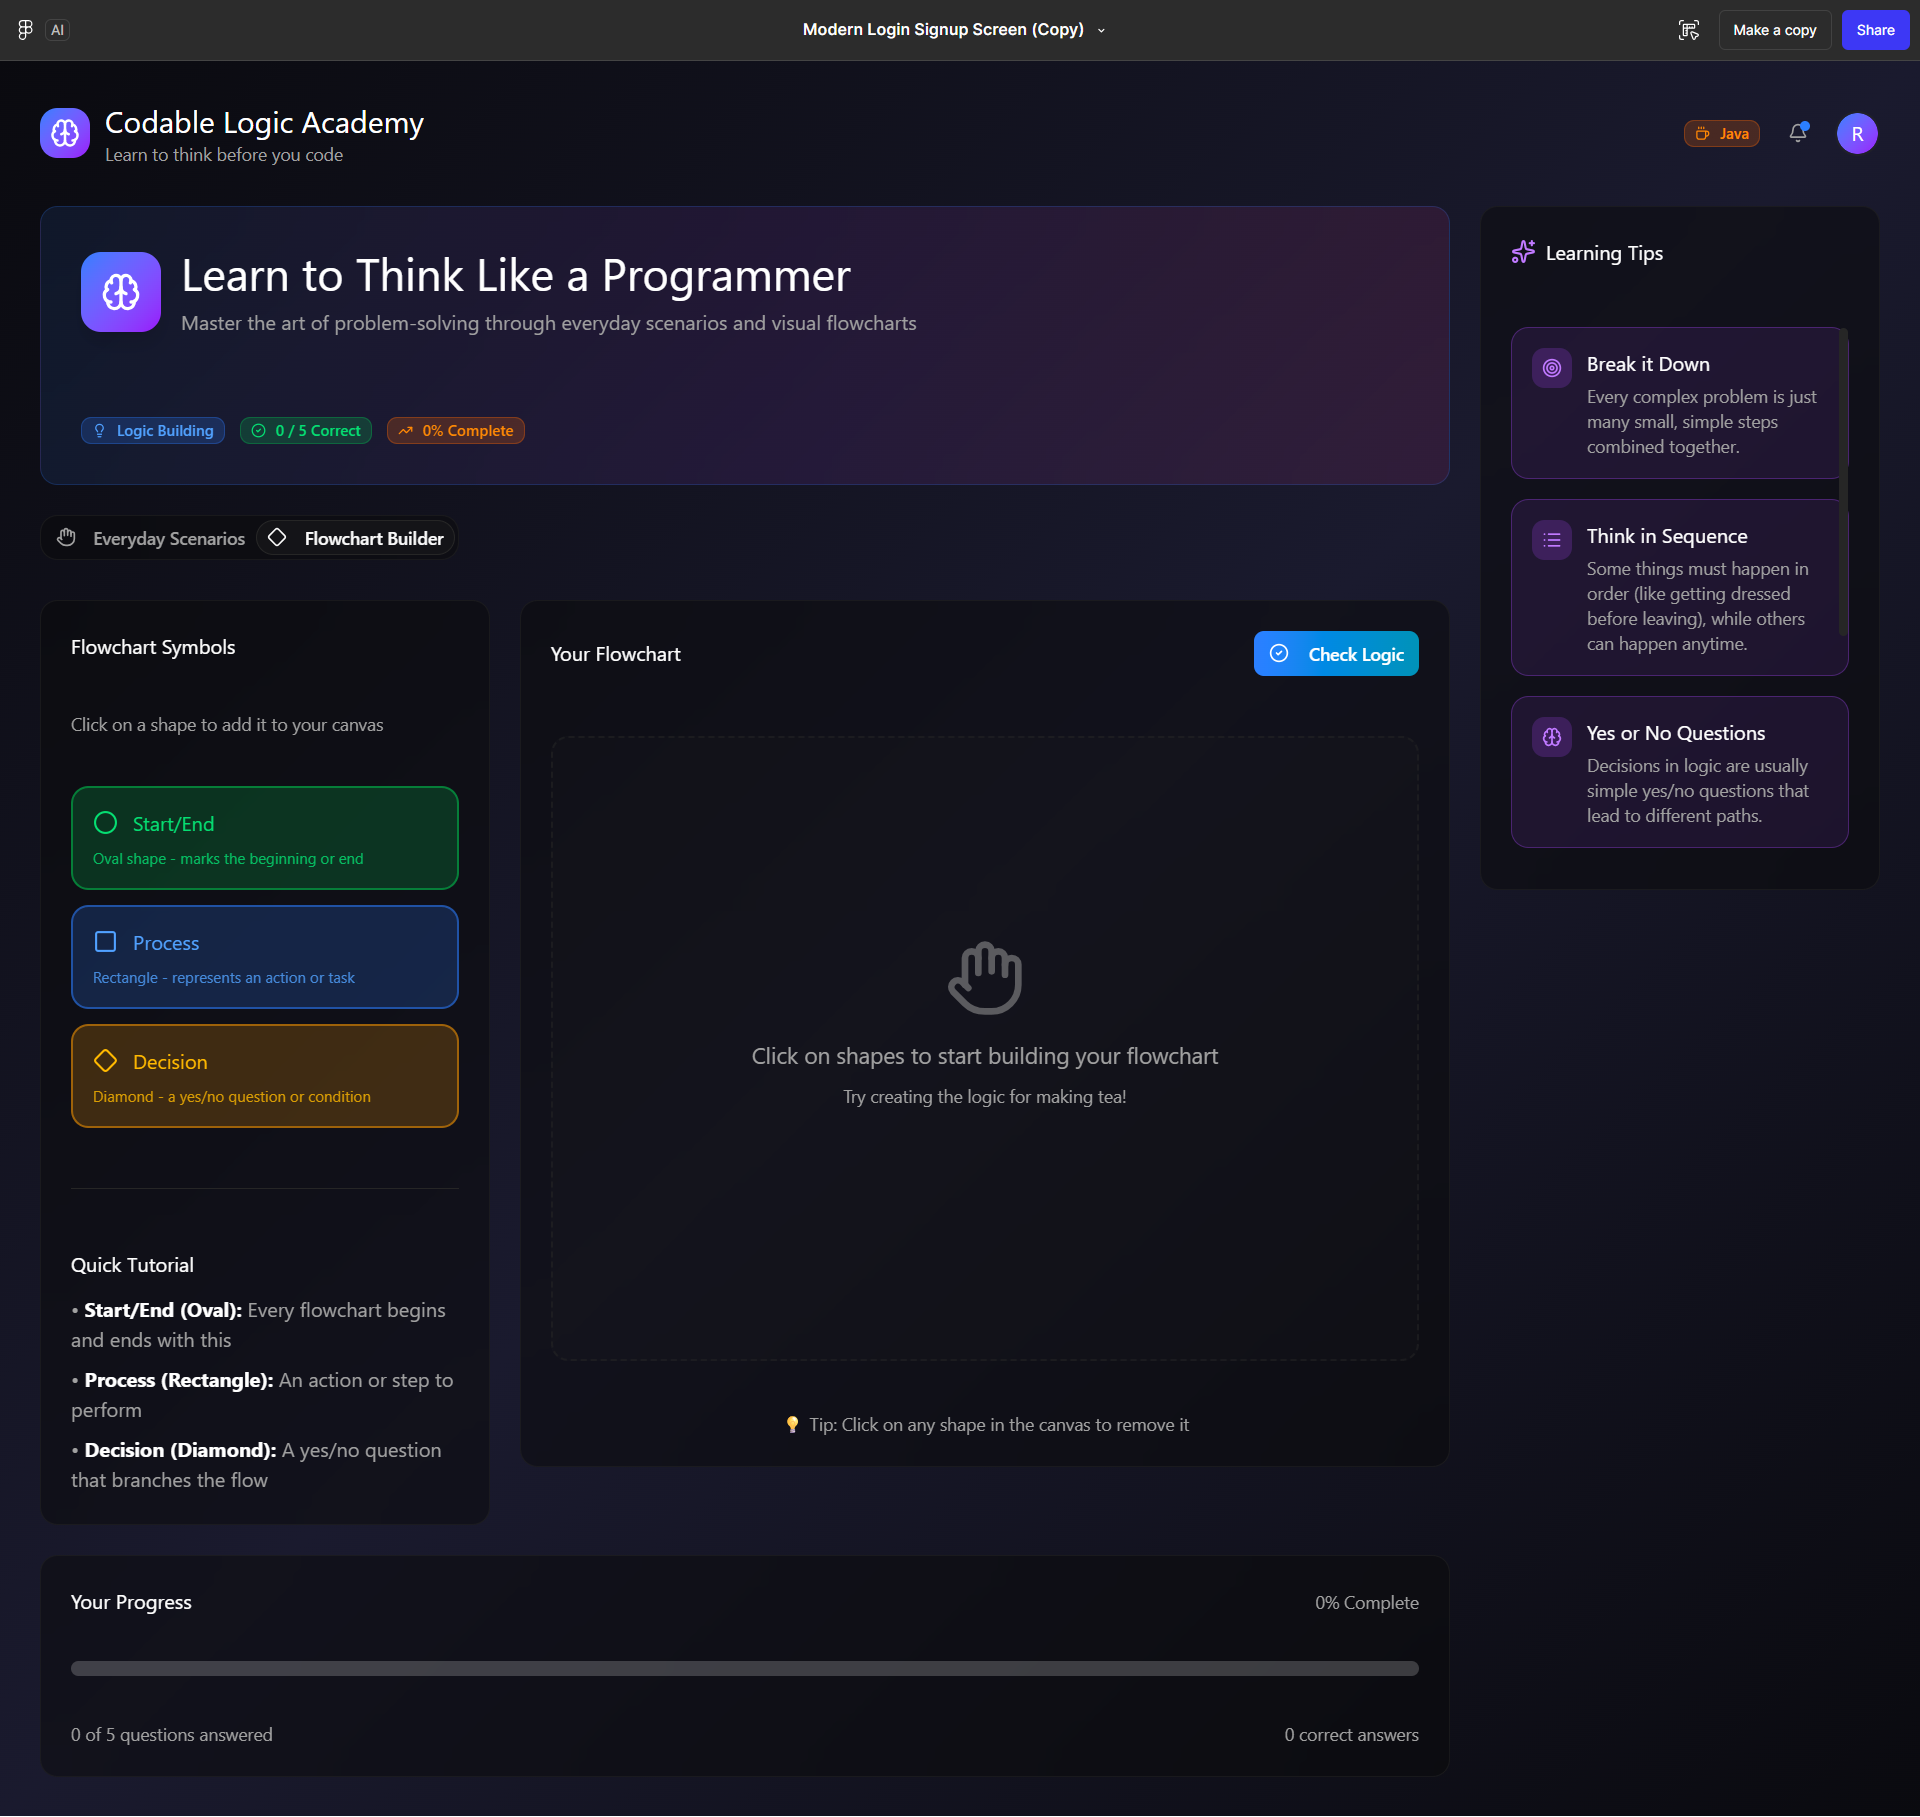 AI
Modern Login Signup Screen (Copy)
Make a copy
Share
Codable Logic Academy
Learn to think before you code
Java
R
Learn to Think Like a Programmer
Master the art of problem-solving through everyday scenarios and visual flowcharts
Logic Building
0 / 5 Correct
0% Complete
Everyday Scenarios
Flowchart Builder
Flowchart Symbols
Click on a shape to add it to your canvas
Start/End
Oval shape - marks the beginning or end
Process
Rectangle - represents an action or task
Decision
Diamond - a yes/no question or condition
Quick Tutorial
• Start/End (Oval): Every flowchart begins
and ends with this
• Process (Rectangle): An action or step to
perform
• Decision (Diamond): A yes/no question
that branches the flow
Your Flowchart
Check Logic
Click on shapes to start building your flowchart
Try creating the logic for making tea!
💡 Tip: Click on any shape in the canvas to remove it
Learning Tips
Break it Down
Every complex problem is just
many small, simple steps
combined together.
Think in Sequence
Some things must happen in
order (like getting dressed
before leaving), while others
can happen anytime.
Yes or No Questions
Decisions in logic are usually
simple yes/no questions that
lead to different paths.
Your Progress
0% Complete
0 of 5 questions answered
0 correct answers